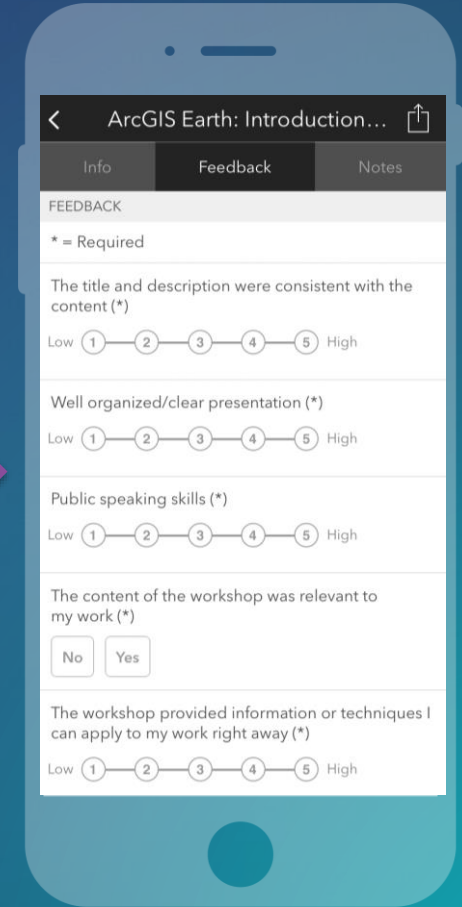 ArcGIS Earth: Introduction...
Info Feedback Notes
FEEDBACK
* = Required
The title and description were consistent with the
content (*)
Low 1 2 3 4 5 High
Well organized/clear presentation (*)
Low 1 2 3 4 5 High
Public speaking skills (*)
Low 1 2 3 4 5 High
The content of the workshop was relevant to
my work (*)
No Yes
The workshop provided information or techniques I
can apply to my work right away (*)
Low 1 2 3 4 5 High